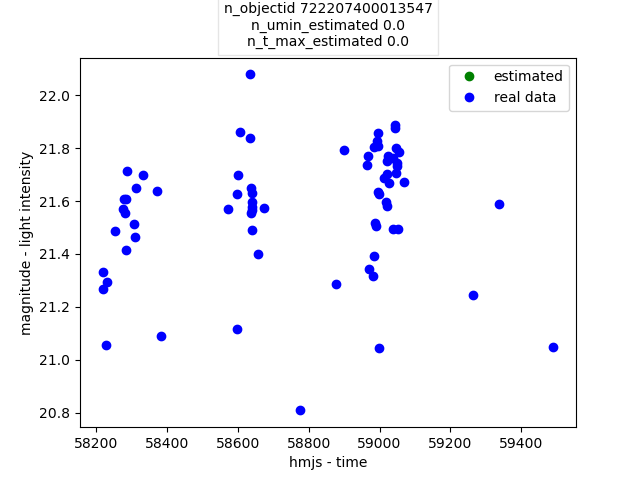 n_objectid 722207400013547
n_umin_estimated 0.0
n_t_max_estimated 0.0
estimated
real data
22.0
21.8
21.6
21.4
21.2
21.0
20.8
magnitude - light intensity
58200 58400 58600 58800 59000 59200 59400
hmjs - time